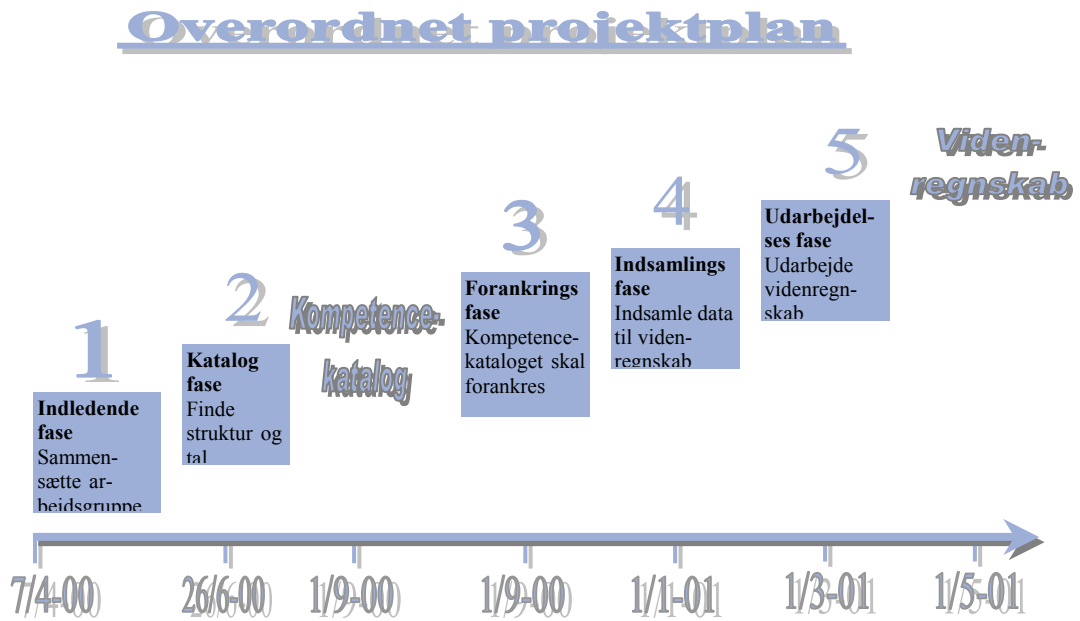 Overordnet projektplan
1
Indledende
fase
Sammen-
sætte ar-
bejdsgruppe
2
Katalog
fase
Finde
struktur og
tal
Kompetence-
katalog
3
Forankrings
fase
Kompetence-
kataloget skal
forankres
4
Indsamlings
fase
Indsamle data
til viden-
regnskab
5
Udarbejdel-
ses fase
Udarbejde
videnregn-
skab
Viden-
regnskab
7/4-00
26/6-00
1/9-00
1/9-00
1/1-01
1/3-01
1/5-01